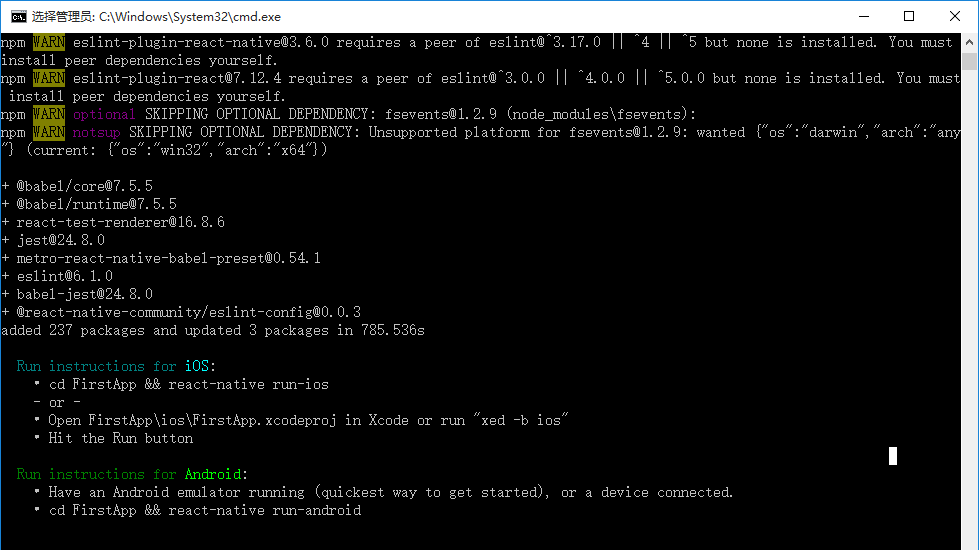 选择管理员: C:\Windows\System32\cmd.exe
npm WARN eslint-plugin-react-native@3.6.0 requires a peer of eslint@^3.17.0 || ^4 || ^5 but none is installed. You must
install peer dependencies yourself.
npm WARN eslint-plugin-react@7.12.4 requires a peer of eslint@^3.0.0 || ^4.0.0 || ^5.0.0 but none is installed. You must
 install peer dependencies yourself.
npm WARN optional SKIPPING OPTIONAL DEPENDENCY: fsevents@1.2.9 (node_modules\fsevents):
npm WARN notsup SKIPPING OPTIONAL DEPENDENCY: Unsupported platform for fsevents@1.2.9: wanted {"os":"darwin","arch":"any
"} (current: {"os":"win32","arch":"x64"})
+ @babel/core@7.5.5
+ @babel/runtime@7.5.5
+ react-test-renderer@16.8.6
+ jest@24.8.0
+ metro-react-native-babel-preset@0.54.1
+ eslint@6.1.0
+ babel-jest@24.8.0
+ @react-native-community/eslint-config@0.0.3
added 237 packages and updated 3 packages in 785.536s
Run instructions for iOS:
• cd FirstApp && react-native run-ios
- or -
• Open FirstApp\ios\FirstApp.xcodeproj in Xcode or run "xed -b ios"
• Hit the Run button
Run instructions for Android:
• Have an Android emulator running (quickest way to get started), or a device connected.
• cd FirstApp && react-native run-android